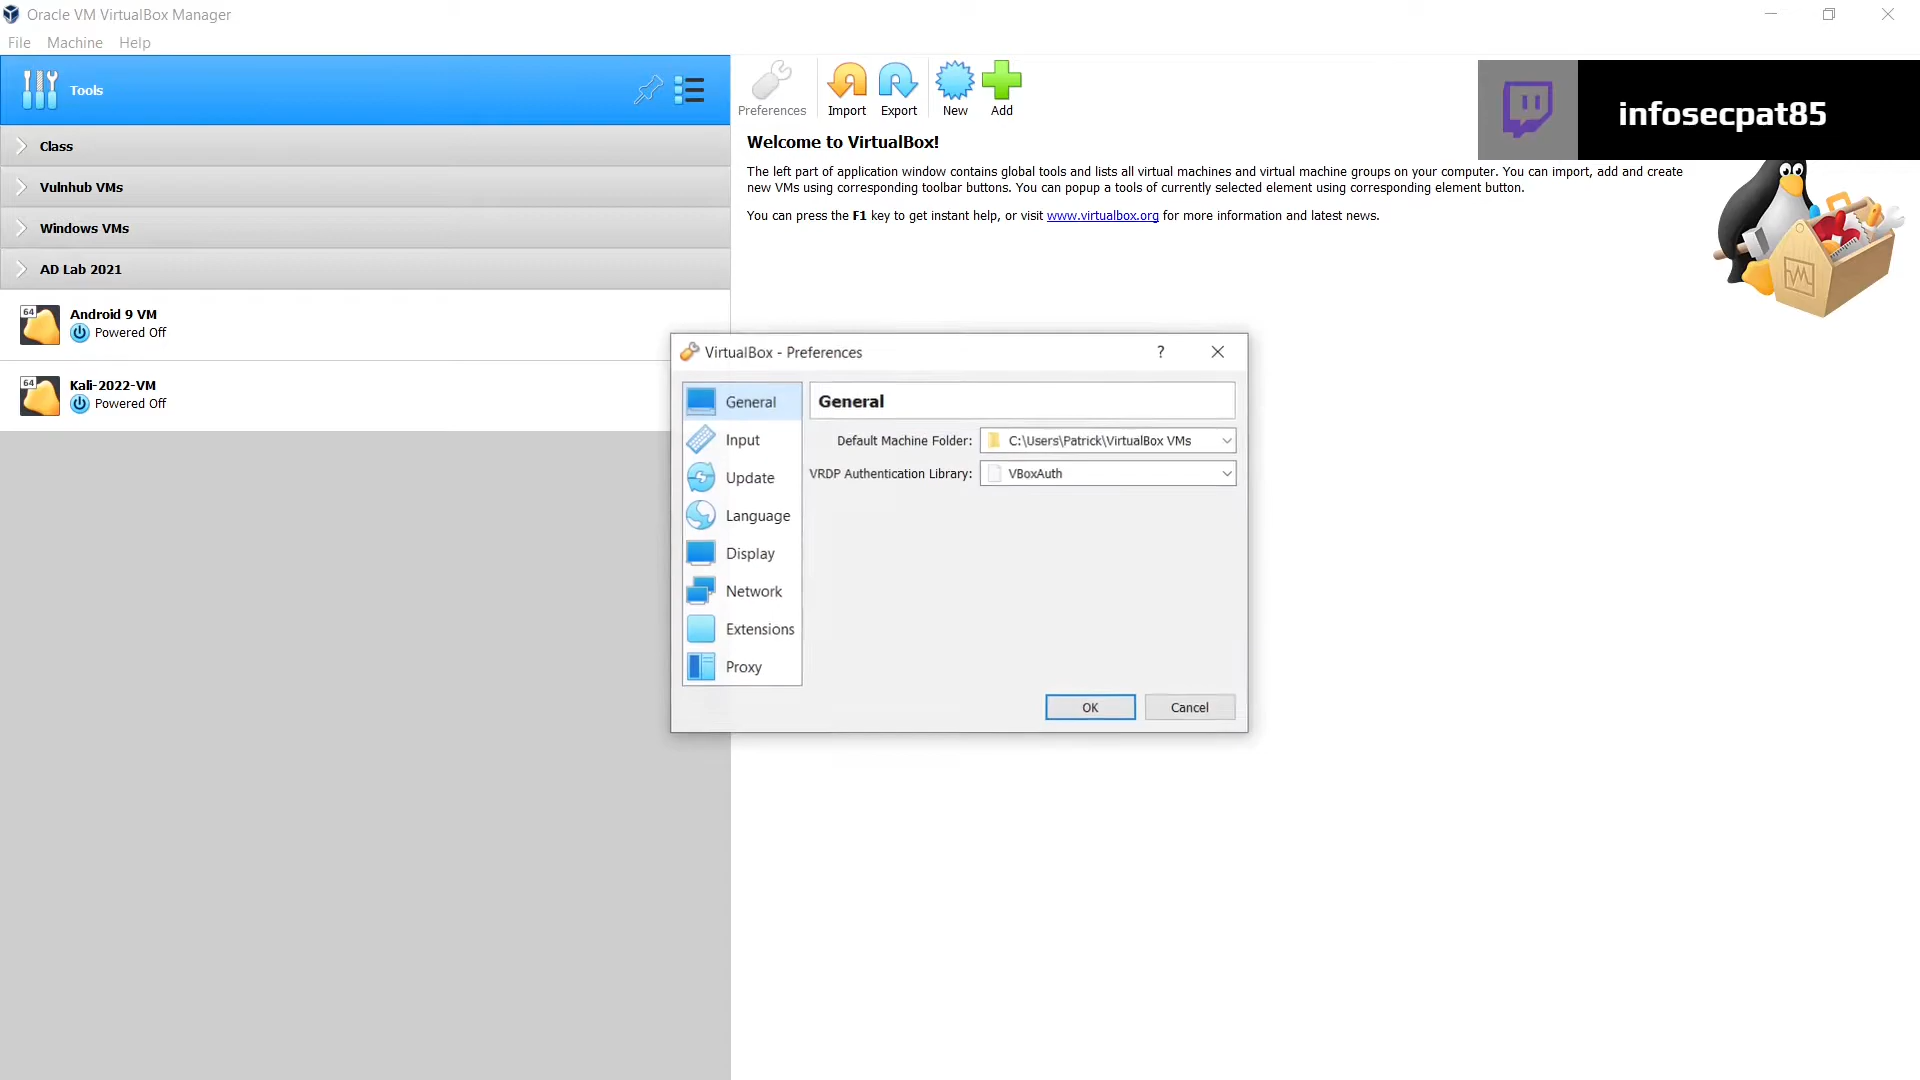 Oracle VM VirtualBox Manager
File Machine Help
Tools
Preferences Import Export New Add
infosecpat85
Class
Vulnhub VMs
Windows VMs
AD Lab 2021
64
Android 9 VM
Powered Off
64
Kali-2022-VM
Powered Off
Welcome to VirtualBox!
The left part of application window contains global tools and lists all virtual machines and virtual machine groups on your computer. You can import, add and create
new VMs using corresponding toolbar buttons. You can popup a tools of currently selected element using corresponding element button.
You can press the F1 key to get instant help, or visit www.virtualbox.org for more information and latest news.
VirtualBox - Preferences ?
General
Input
Update
Language
Display
Network
Extensions
Proxy
General
Default Machine Folder: C:\Users\Patrick\VirtualBox VMs
VRDP Authentication Library: VBoxAuth
OK Cancel